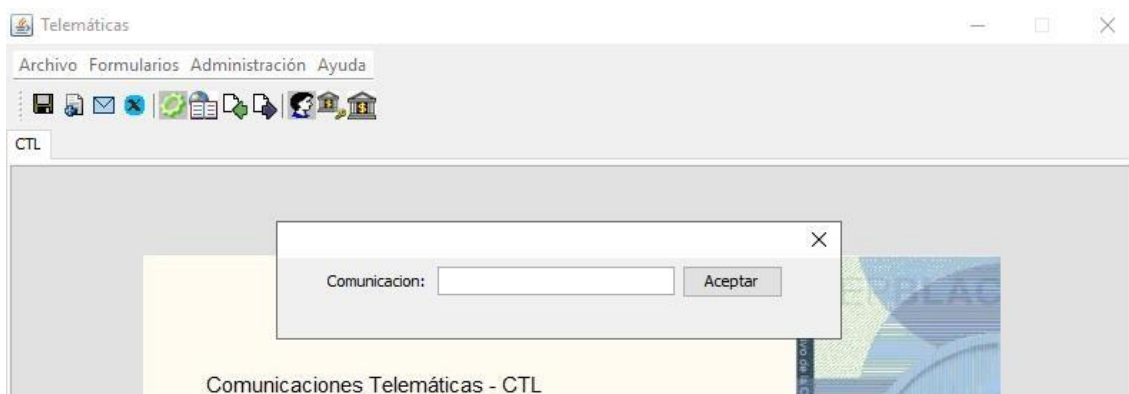 Telemáticas
Archivo Formularios Administración Ayuda
CTL
Comunicacion:
Aceptar
Comunicaciones Telemáticas - CTL